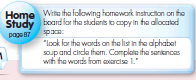 Home
Study
page 87
Write the following homework instruction on the
board for the students to copy in the allocated
space:
"Look for the words on the list in the alphabet
soup and circle them. Complete the sentences
with the words from exercise 1."